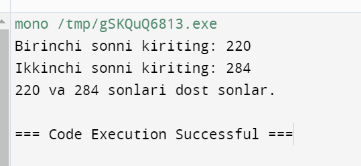 mono /tmp/gSKQuQ6813.exe
Birinchi sonni kiriting: 220
Ikkinchi sonni kiriting: 284
220 va 284 sonlari dost sonlar.
=== Code Execution Successful ===